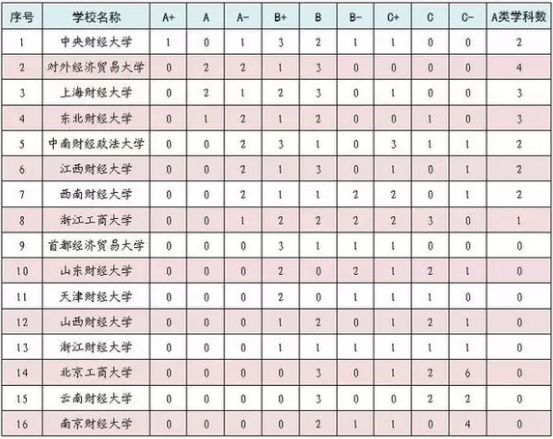 序号 学校名称 A+ A A- B+ B B- C+ C C- A类学科数
1 中央财经大学 1 0 1 3 2 1 1 0 0 2
2 对外经济贸易大学 0 2 2 1 3 0 0 0 0 4
3 上海财经大学 0 2 1 2 3 0 1 0 0 3
4 东北财经大学 0 1 2 1 2 0 0 1 0 3
5 中南财经政法大学 0 0 2 3 1 0 3 1 1 2
6 江西财经大学 0 0 2 1 3 0 1 0 1 2
7 西南财经大学 0 0 2 1 1 2 2 0 1 2
8 浙江工商大学 0 0 1 2 2 2 2 3 0 1
9 首都经济贸易大学 0 0 0 3 1 1 1 0 0 0
10 山东财经大学 0 0 0 2 0 2 1 2 1 0
11 天津财经大学 0 0 0 2 0 1 1 1 0 0
12 山西财经大学 0 0 0 1 2 0 1 2 1 0
13 浙江财经大学 0 0 0 1 1 1 1 1 1 0
14 北京工商大学 0 0 0 0 3 0 1 2 6 0
15 云南财经大学 0 0 0 0 3 0 0 2 2 0
16 南京财经大学 0 0 0 0 2 1 1 0 4 0